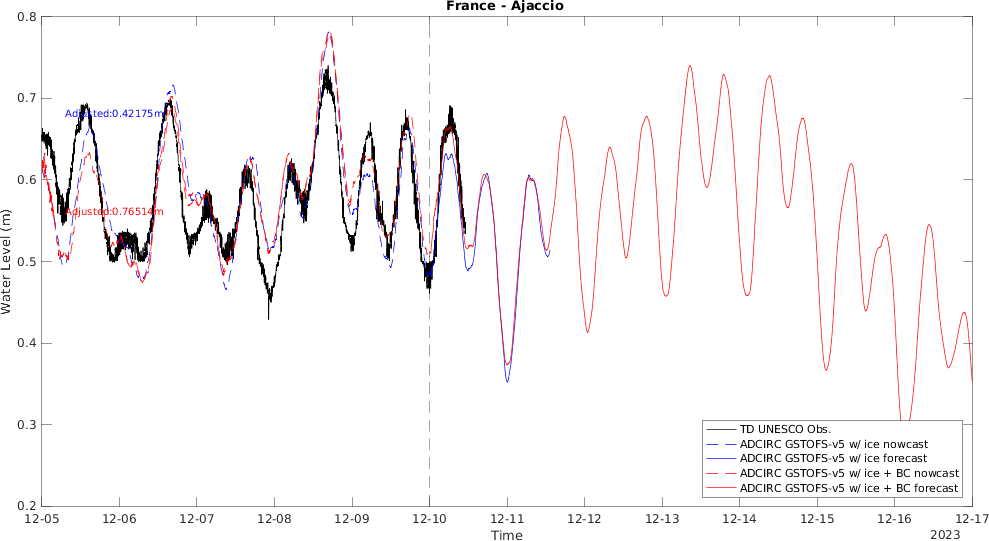 France - Ajaccio
0.8
0.7
0.6
0.5
0.4
0.3
0.2
Water Level (m)
Adjusted:0.42175m
Adjusted:0.76514m
TD UNESCO Obs.
ADCIRC GSTOFS-v5 w/ ice nowcast
ADCIRC GSTOFS-v5 w/ ice forecast
ADCIRC GSTOFS-v5 w/ ice + BC nowcast
ADCIRC GSTOFS-v5 w/ ice + BC forecast
12-05 12-06 12-07 12-08 12-09 12-10 12-11 12-12 12-13 12-14 12-15 12-16 12-17
Time
2023